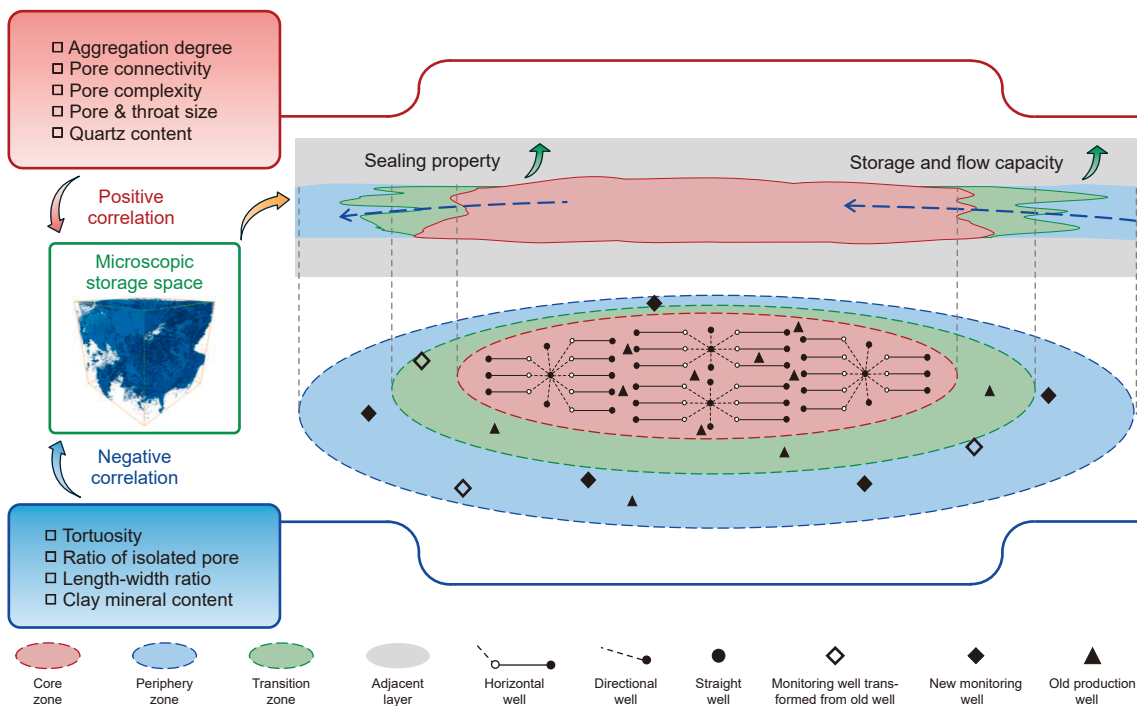 Aggregation degree
Pore connectivity
Pore complexity
Pore & throat size
Quartz content
Sealing property
Storage and flow capacity
Positive
correlation
Microscopic
storage space
Negative
correlation
Tortuosity
Ratio of isolated pore
Length-width ratio
Clay mineral content
Core
zone
Periphery
zone
Transition
zone
Adjacent
layer
Horizontal
well
Directional
well
Straight
well
Monitoring well trans-
formed from old well
New monitoring
well
Old production
well